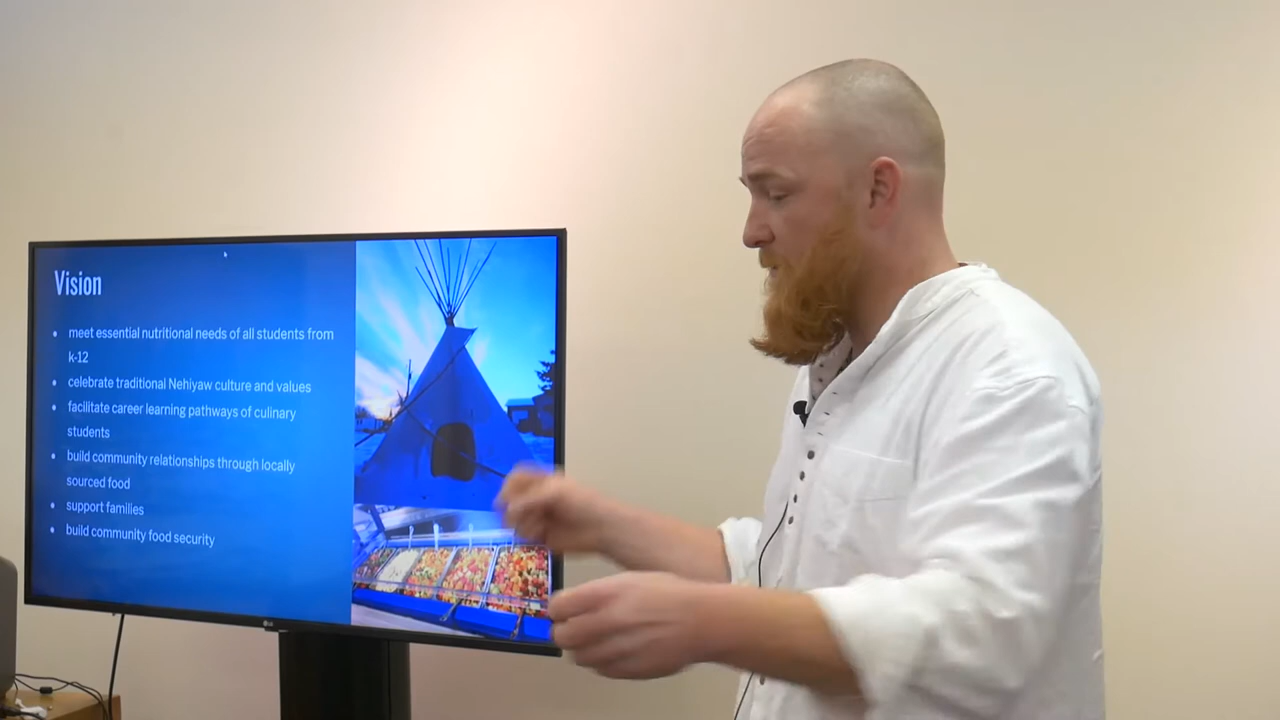 Vision
meet essential nutritional needs of all students from
k-12
celebrate traditional Nehiyaw culture and values
facilitate career learning pathways of culinary
students
build community relationships through locally
sourced food
support families
build community food security
LG